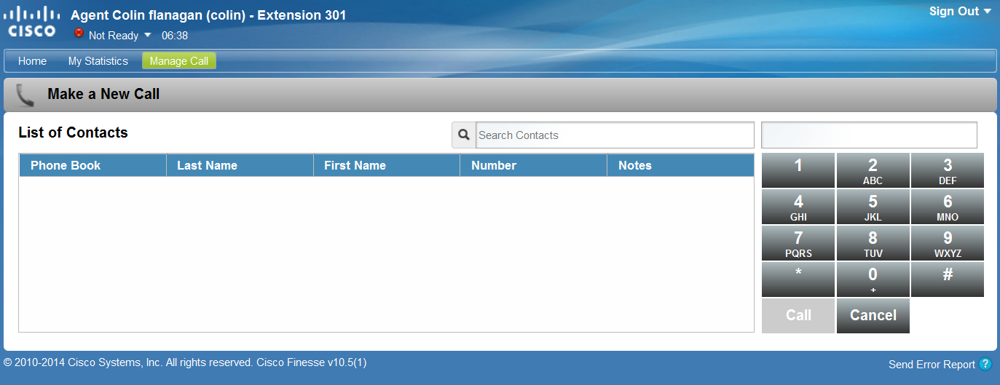 Agent Colin flanagan (colin) - Extension 301
Sign Out
CISCO
Not Ready 06:38
Home My Statistics Manage Call
Make a New Call
List of Contacts
Search Contacts
Phone Book Last Name First Name Number Notes
1 2 3
ABC DEF
4 5 6
GHI JKL MNO
7 8 9
PQRS TUV WXYZ
* 0 #
+
Call Cancel
© 2010-2014 Cisco Systems, Inc. All rights reserved. Cisco Finesse v10.5(1)
Send Error Report ?